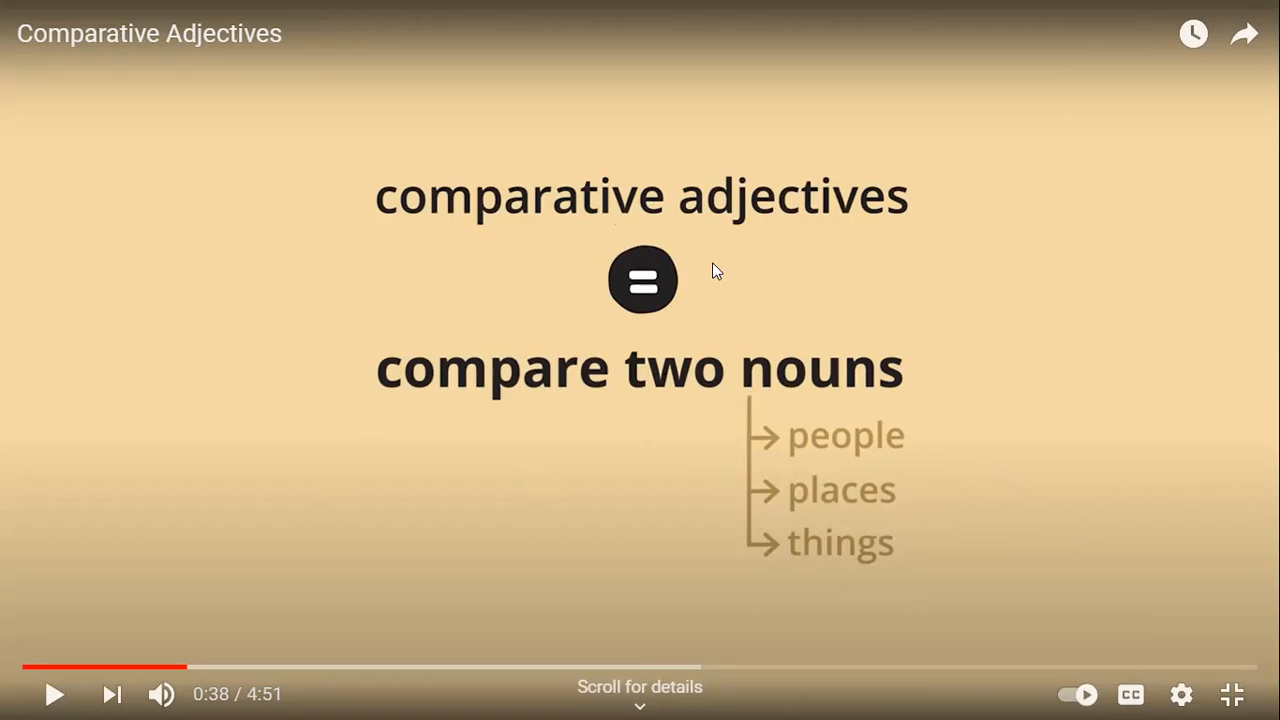 Comparative Adjectives
comparative adjectives
=
compare two nouns
people
places
things
Scroll for details
0:38 / 4:51
CC